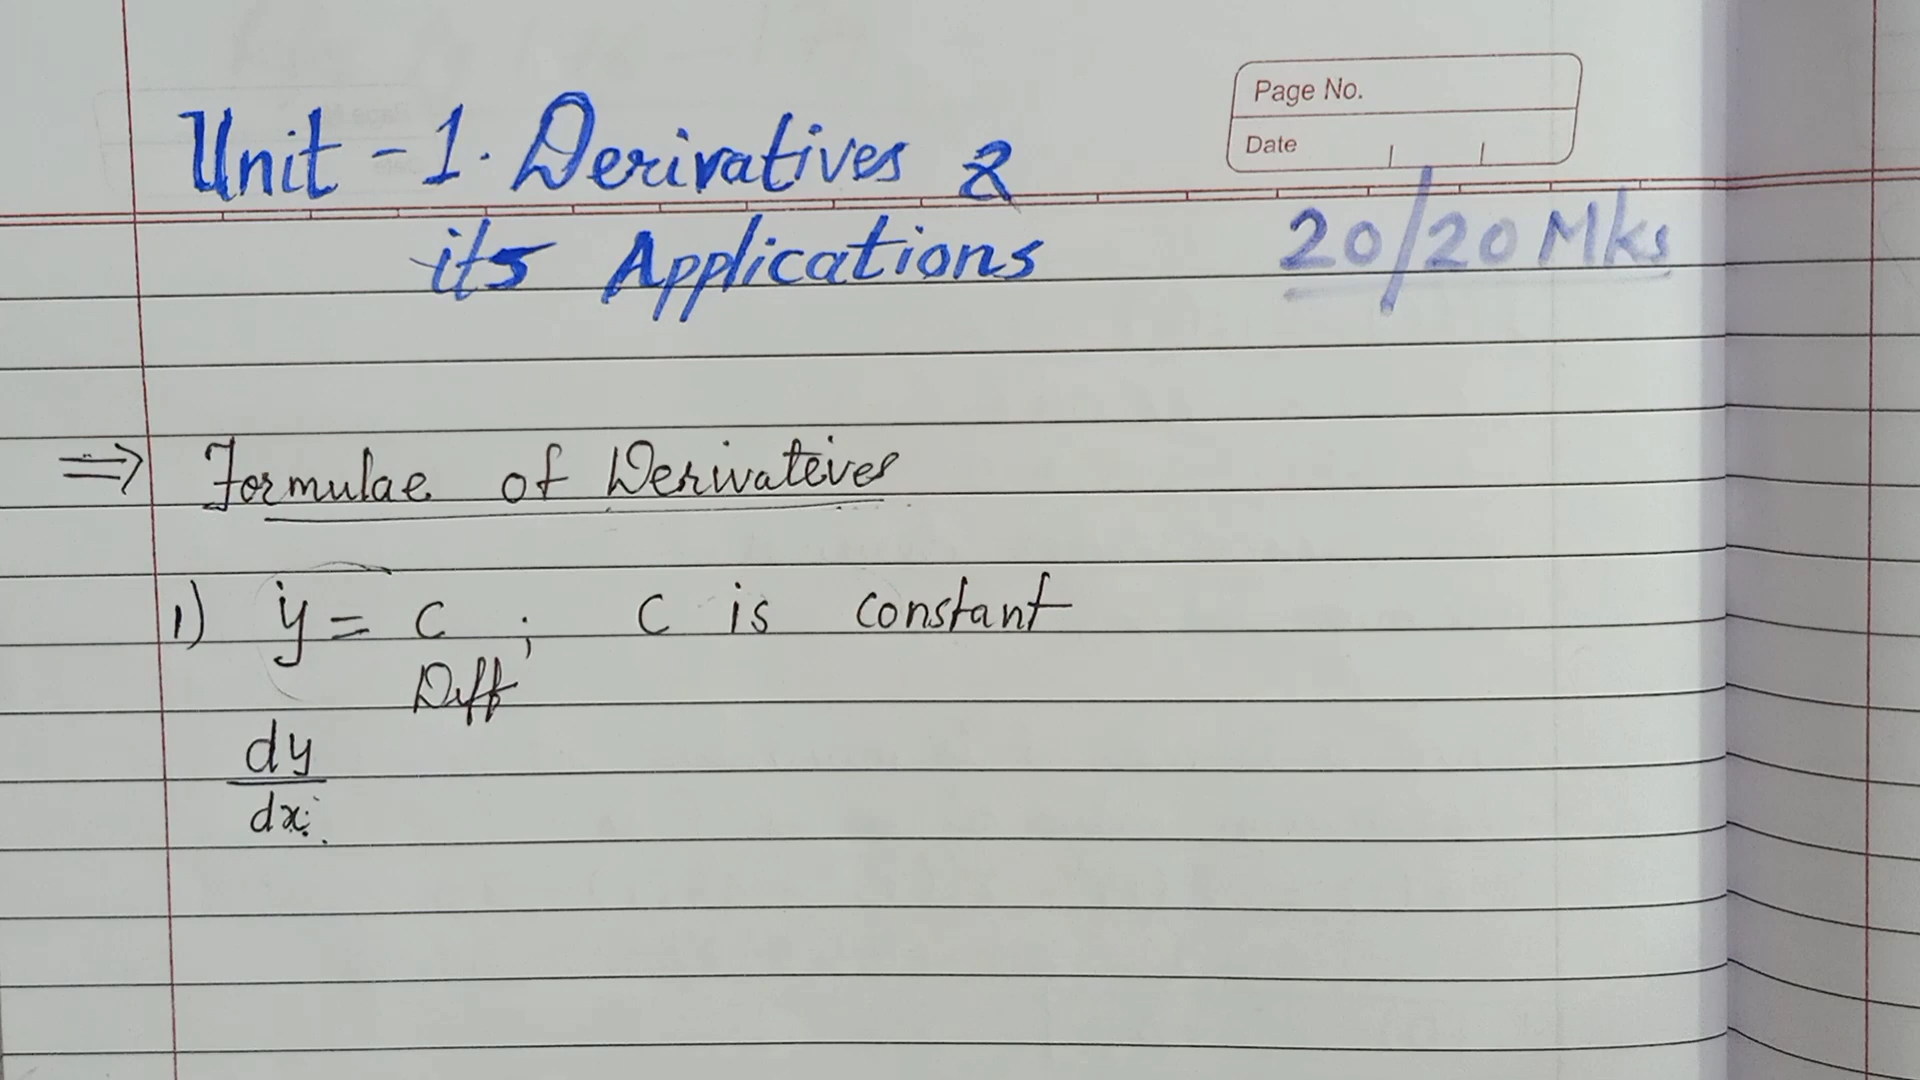 Page No.
Date
Unit - 1. Derivatives &
its Applications
20/20 Mks
⇒ Formulae of Derivatives
1) y = c ; c is constant
Diff
dy
dx